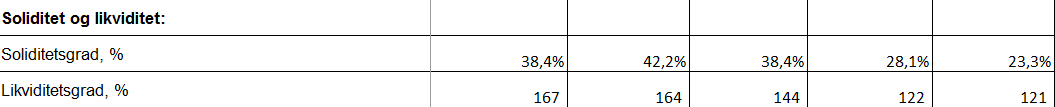 Soliditet og likviditet:
Soliditetsgrad, % 38,4% 42,2% 38,4% 28,1% 23,3%
Likviditetsgrad, % 167 164 144 122 121